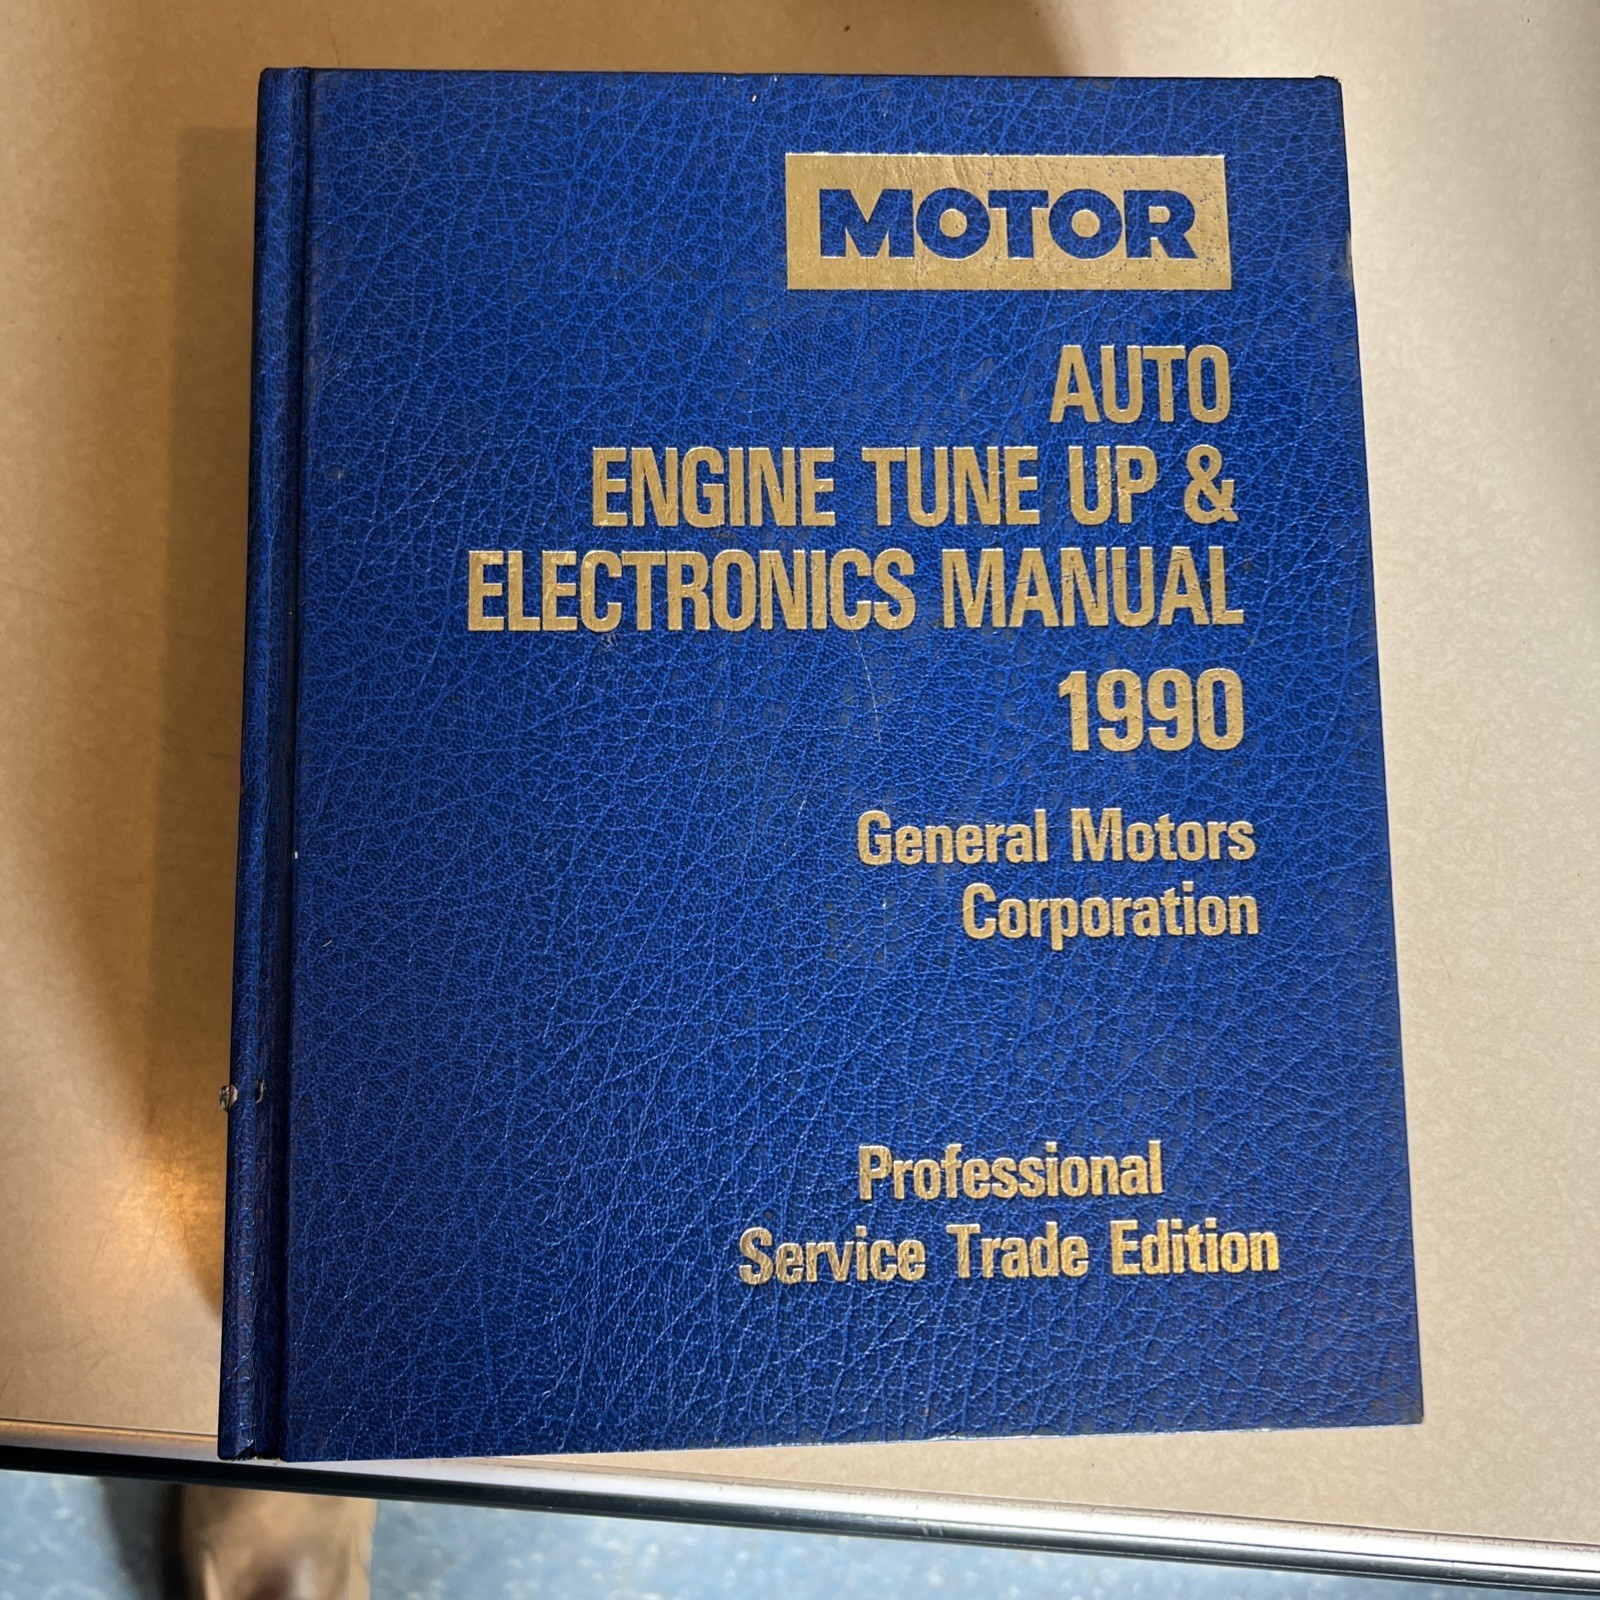 MOTOR
AUTO
ENGINE TUNE UP &
ELECTRONICS MANUAL
1990
General Motors
Corporation
Professional
Service Trade Edition